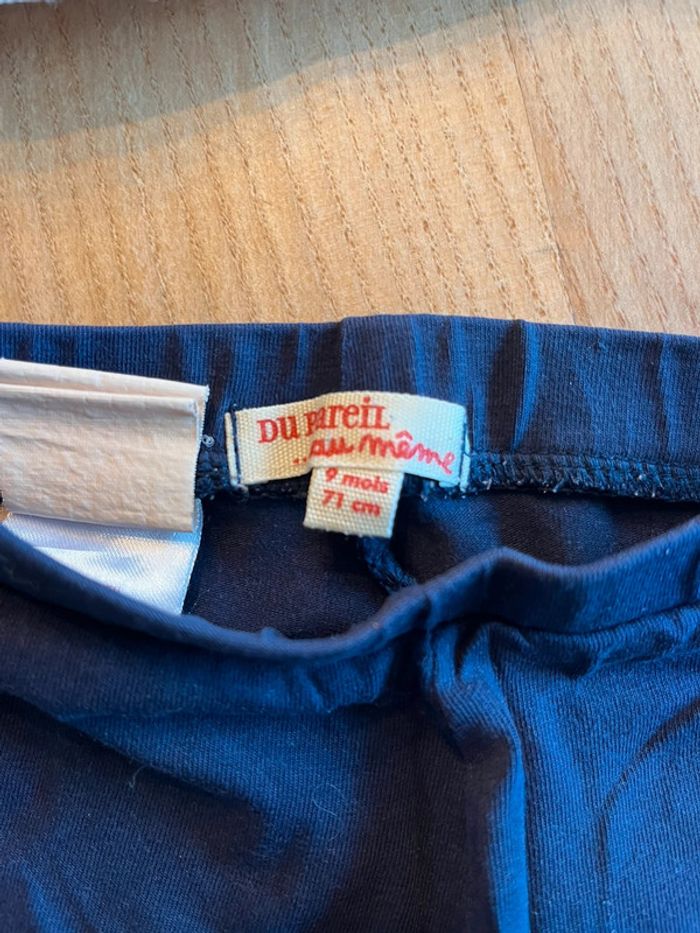 DU PAREIL
...au même
9 mois
71 cm